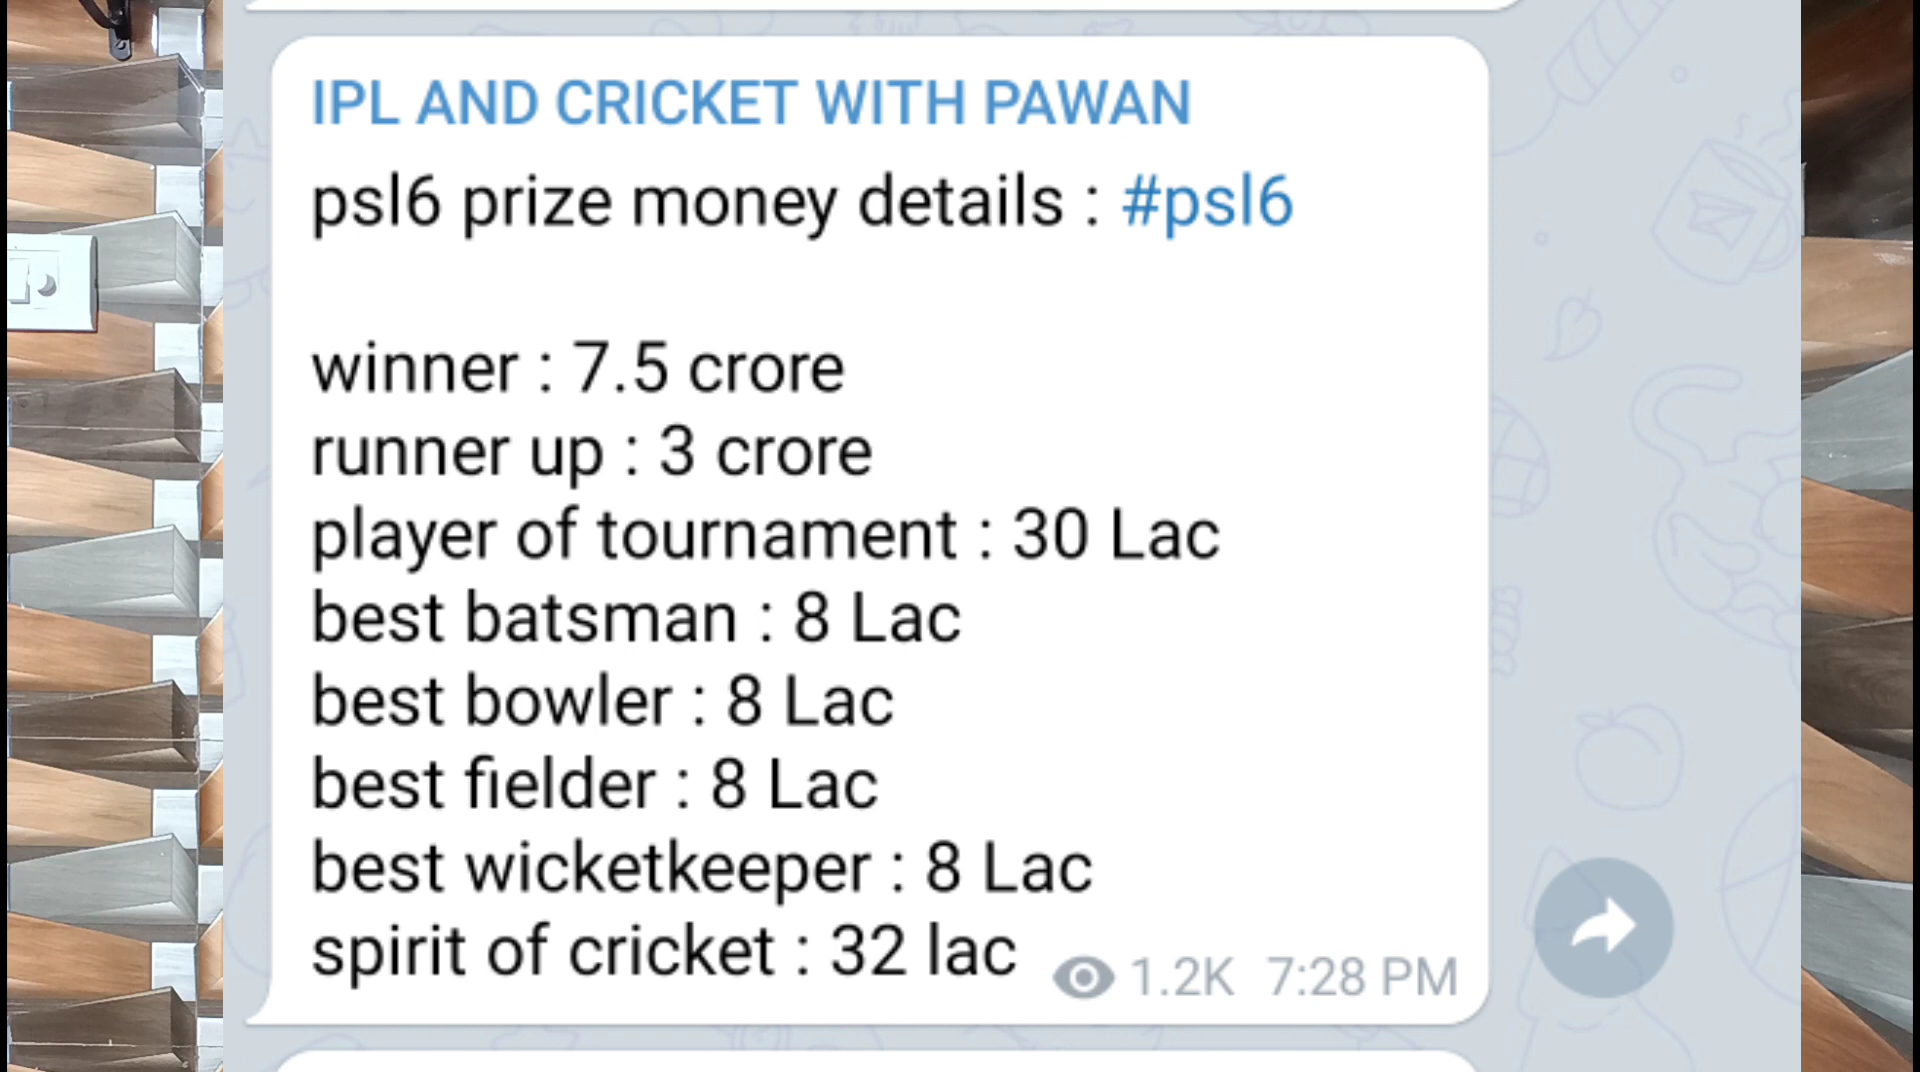 IPL AND CRICKET WITH PAWAN
psl6 prize money details : #psl6
winner : 7.5 crore
runner up : 3 crore
player of tournament : 30 Lac
best batsman : 8 Lac
best bowler : 8 Lac
best fielder : 8 Lac
best wicketkeeper : 8 Lac
spirit of cricket : 32 lac
1.2K 7:28 PM